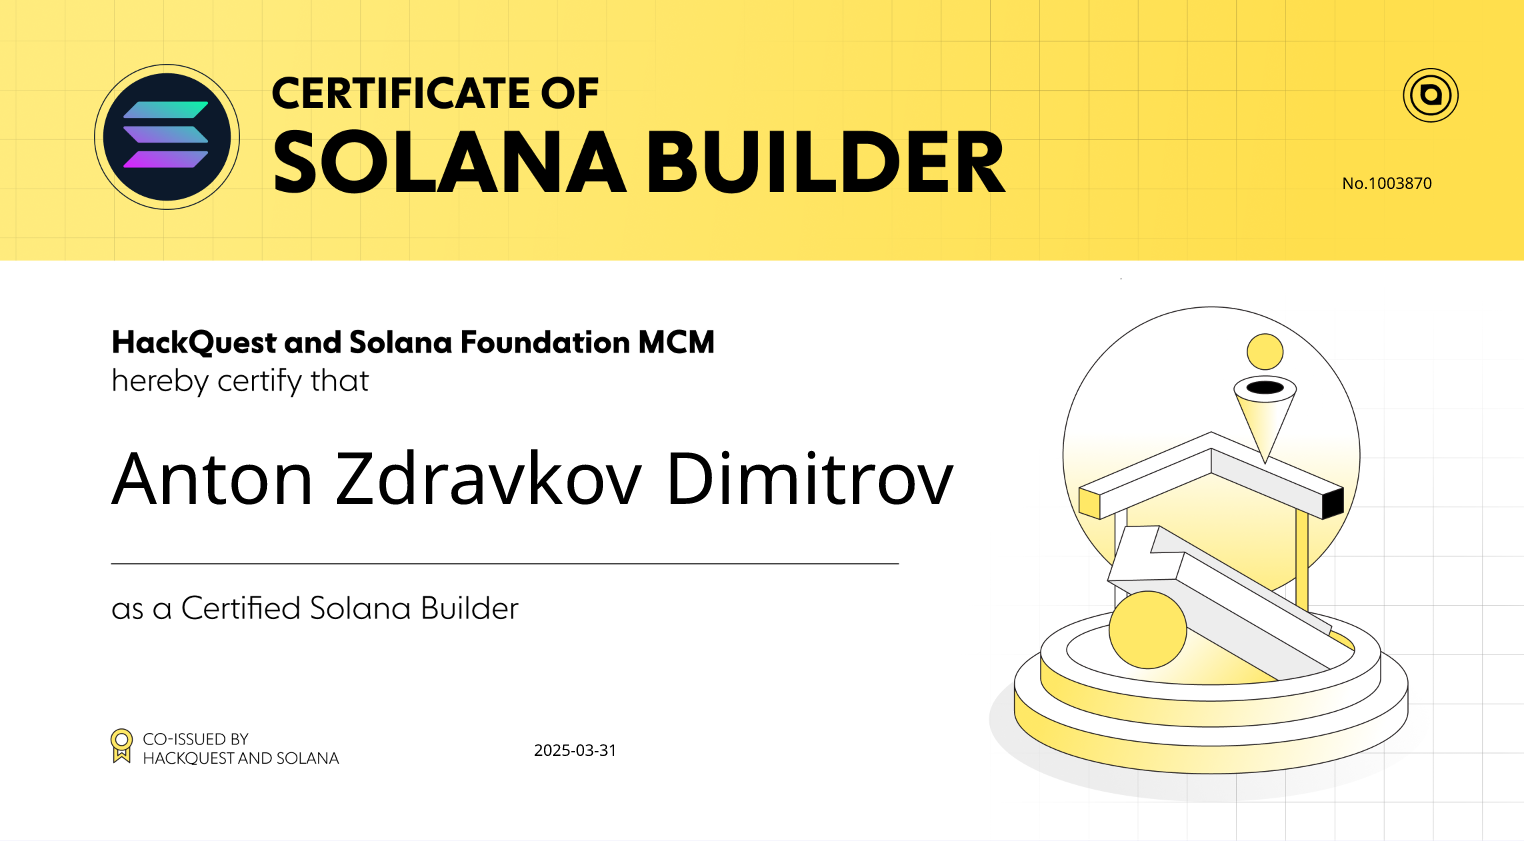 CERTIFICATE OF
SOLANA BUILDER
No.1003870
HackQuest and Solana Foundation MCM
hereby certify that
Anton Zdravkov Dimitrov
as a Certified Solana Builder
CO-ISSUED BY
HACKQUEST AND SOLANA
2025-03-31